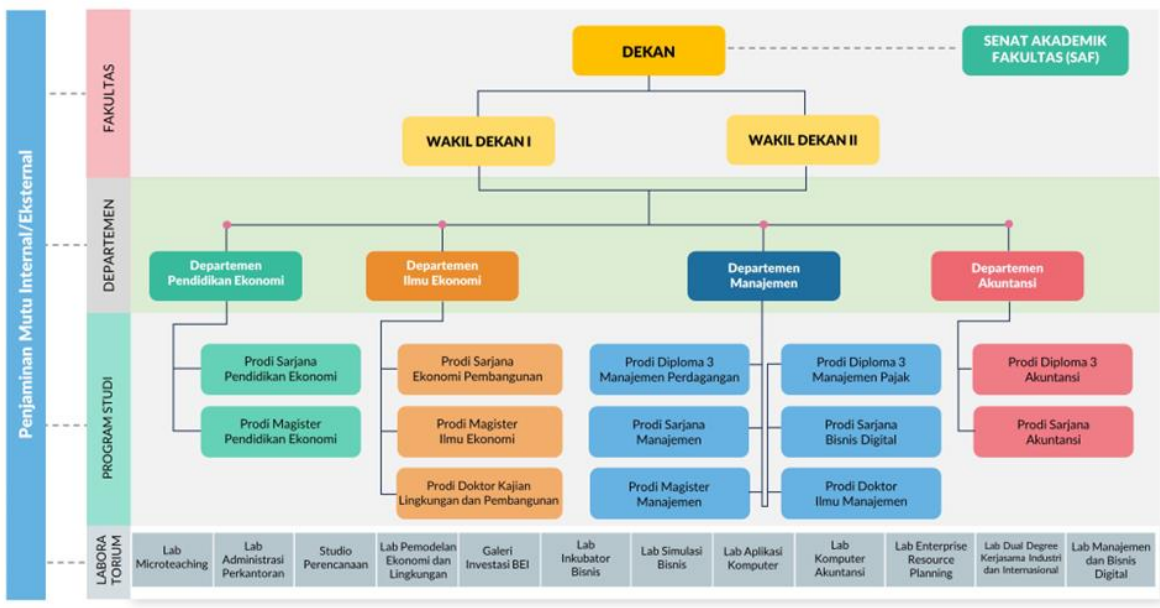 Penjaminan Mutu Internal/Eksternal
FAKULTAS
DEKAN
SENAT AKADEMIK
FAKULTAS (SAF)
WAKIL DEKAN I
WAKIL DEKAN II
DEPARTEMEN
Departemen
Pendidikan Ekonomi
Departemen
Ilmu Ekonomi
Departemen
Manajemen
Departemen
Akuntansi
PROGRAM STUDI
Prodi Sarjana
Pendidikan Ekonomi
Prodi Magister
Pendidikan Ekonomi
Prodi Sarjana
Ekonomi Pembangunan
Prodi Magister
Ilmu Ekonomi
Prodi Doktor Kajian
Lingkungan dan Pembangunan
Prodi Diploma 3
Manajemen Perdagangan
Prodi Sarjana
Manajemen
Prodi Magister
Manajemen
Prodi Diploma 3
Manajemen Pajak
Prodi Sarjana
Bisnis Digital
Prodi Doktor
Ilmu Manajemen
Prodi Diploma 3
Akuntansi
Prodi Sarjana
Akuntansi
LABORA
TORIUM
Lab
Microteaching
Lab
Administrasi
Perkantoran
Studio
Perencanaan
Lab Pemodelan
Ekonomi dan
Lingkungan
Galeri
Investasi BEI
Lab
Inkubator
Bisnis
Lab Simulasi
Bisnis
Lab Aplikasi
Komputer
Lab
Komputer
Akuntansi
Lab Enterprise
Resource
Planning
Lab Dual Degree
Kerjasama Industri
dan Internasional
Lab Manajemen
dan Bisnis
Digital